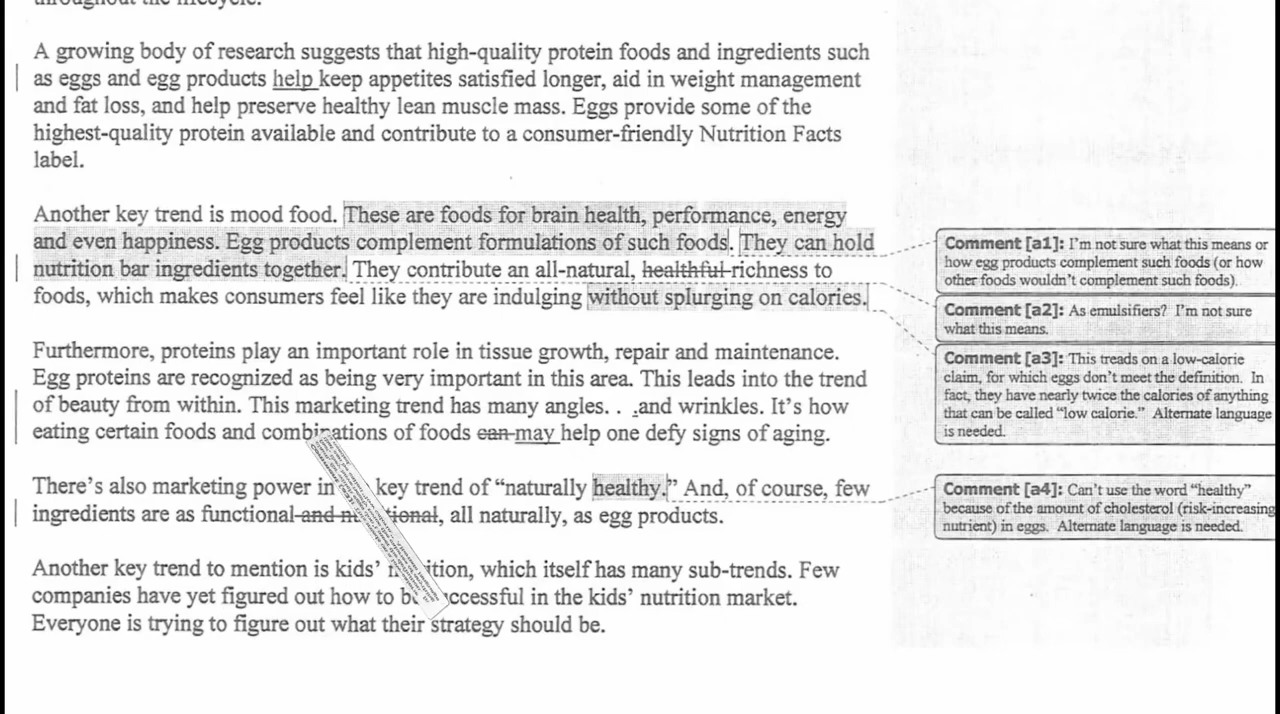 throughout the lifecycle.
A growing body of research suggests that high-quality protein foods and ingredients such
as eggs and egg products help keep appetites satisfied longer, aid in weight management
and fat loss, and help preserve healthy lean muscle mass. Eggs provide some of the
highest-quality protein available and contribute to a consumer-friendly Nutrition Facts
label.
Another key trend is mood food. These are foods for brain health, performance, energy
and even happiness. Egg products complement formulations of such foods. They can hold
nutrition bar ingredients together. They contribute an all-natural, healthful richness to
foods, which makes consumers feel like they are indulging without splurging on calories.
Furthermore, proteins play an important role in tissue growth, repair and maintenance.
Egg proteins are recognized as being very important in this area. This leads into the trend
of beauty from within. This marketing trend has many angles. . .and wrinkles. It's how
eating certain foods and combinations of foods can may help one defy signs of aging.
There's also marketing power in key trend of “naturally healthy.” And, of course, few
ingredients are as functional and , all naturally, as egg products.
Another key trend to mention is kids’ which itself has many sub-trends. Few
companies have yet figured out how to in the kids’ nutrition market.
Everyone is trying to figure out what their strategy should be.
Comment [a1]: I'm not sure what this means or
how egg products complement such foods (or how
other foods wouldn't complement such foods).
Comment [a2]: As emulsifiers? I'm not sure
what this means.
Comment [a3]: This treads on a low-calorie
claim, for which eggs don't meet the definition. In
fact, they have nearly twice the calories of anything
that can be called “low calorie.” Alternate language
is needed.
Comment [a4]: Can't use the word “healthy”
because of the amount of cholesterol (risk-increasing
nutrient) in eggs. Alternate language is needed.